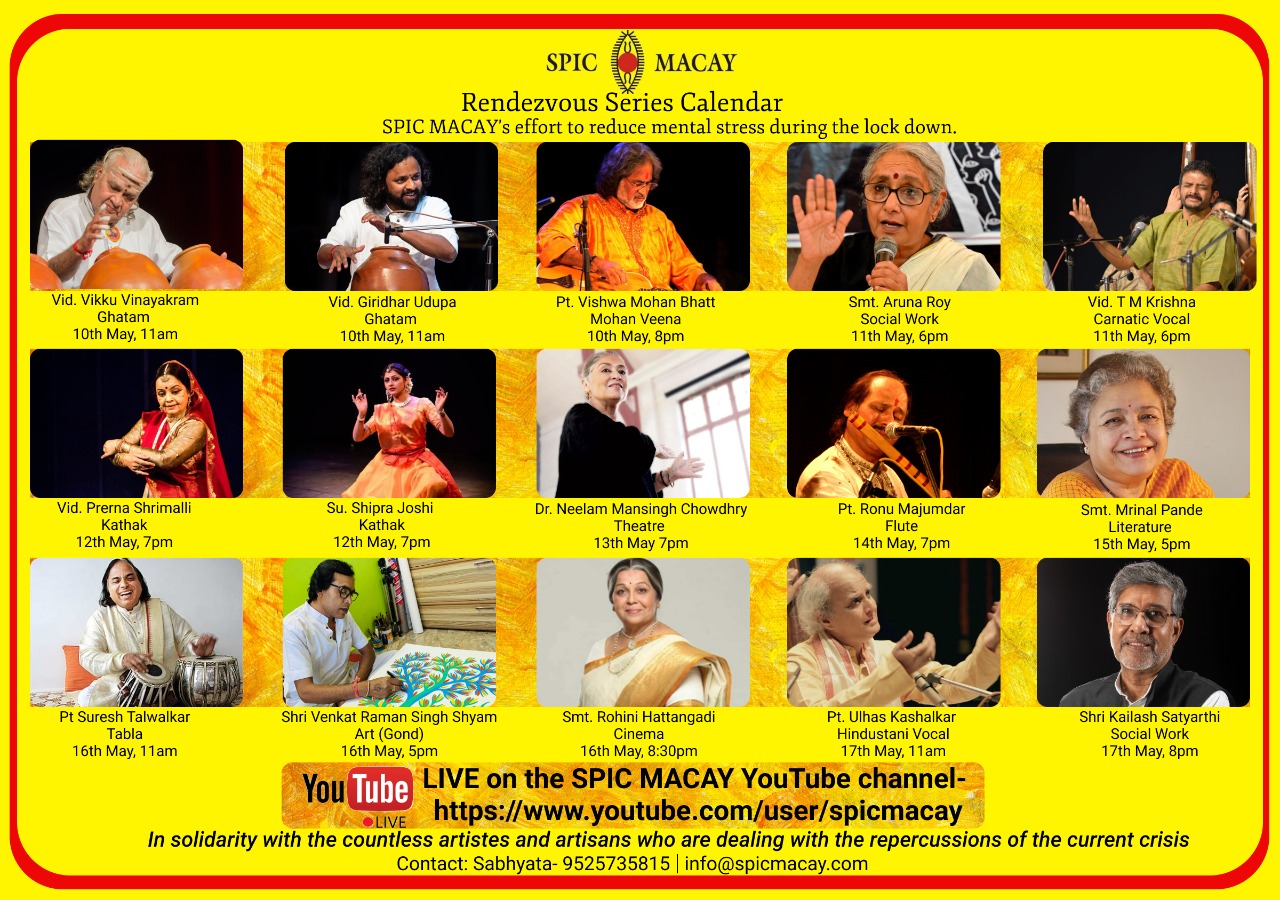 SPIC MACAY
Rendezvous Series Calendar
SPIC MACAY's effort to reduce mental stress during the lock down.
Vid. Vikku Vinayakram
Ghatam
10th May, 11am
Vid. Giridhar Udupa
Ghatam
10th May, 11am
Pt. Vishwa Mohan Bhatt
Mohan Veena
10th May, 8pm
Smt. Aruna Roy
Social Work
11th May, 6pm
Vid. T M Krishna
Carnatic Vocal
11th May, 6pm
Vid. Prerna Shrimalli
Kathak
12th May, 7pm
Su. Shipra Joshi
Kathak
12th May, 7pm
Dr. Neelam Mansingh Chowdhry
Theatre
13th May 7pm
Pt. Ronu Majumdar
Flute
14th May, 7pm
Smt. Mrinal Pande
Literature
15th May, 5pm
Pt Suresh Talwalkar
Tabla
16th May, 11am
Shri Venkat Raman Singh Shyam
Art (Gond)
16th May, 5pm
Smt. Rohini Hattangadi
Cinema
16th May, 8:30pm
Pt. Ulhas Kashalkar
Hindustani Vocal
17th May, 11am
Shri Kailash Satyarthi
Social Work
17th May, 8pm
YouTube
LIVE
LIVE on the SPIC MACAY YouTube channel-
https://www.youtube.com/user/spicmacay
In solidarity with the countless artistes and artisans who are dealing with the repercussions of the current crisis
Contact: Sabhyata- 9525735815 | info@spicmacay.com